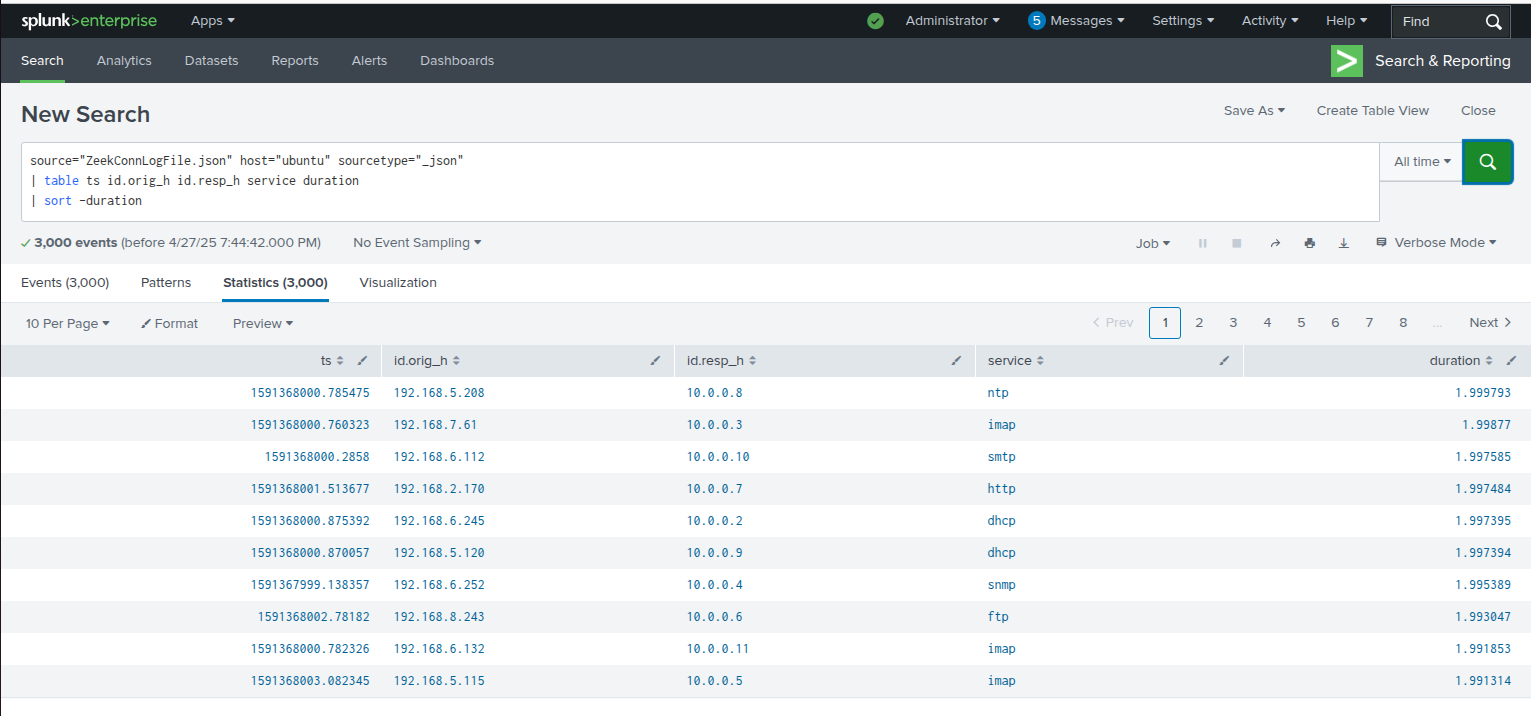 splunk>enterprise Apps Administrator 5 Messages Settings Activity Help Find
Search Analytics Datasets Reports Alerts Dashboards Search & Reporting
New Search Save As Create Table View Close
source="ZeekConnLogFile.json" host="ubuntu" sourcetype="_json"
| table ts id.orig_h id.resp_h service duration
| sort -duration
All time
3,000 events (before 4/27/25 7:44:42.000 PM) No Event Sampling Job Verbose Mode
Events (3,000) Patterns Statistics (3,000) Visualization
10 Per Page Format Preview < Prev 1 2 3 4 5 6 7 8 ... Next >
ts id.orig_h id.resp_h service duration
1591368000.785475 192.168.5.208 10.0.0.8 ntp 1.999793
1591368000.760323 192.168.7.61 10.0.0.3 imap 1.99877
1591368000.2858 192.168.6.112 10.0.0.10 smtp 1.997585
1591368001.513677 192.168.2.170 10.0.0.7 http 1.997484
1591368000.875392 192.168.6.245 10.0.0.2 dhcp 1.997395
1591368000.870057 192.168.5.120 10.0.0.9 dhcp 1.997394
1591367999.138357 192.168.6.252 10.0.0.4 snmp 1.995389
1591368002.78182 192.168.8.243 10.0.0.6 ftp 1.993047
1591368000.782326 192.168.6.132 10.0.0.11 imap 1.991853
1591368003.082345 192.168.5.115 10.0.0.5 imap 1.991314